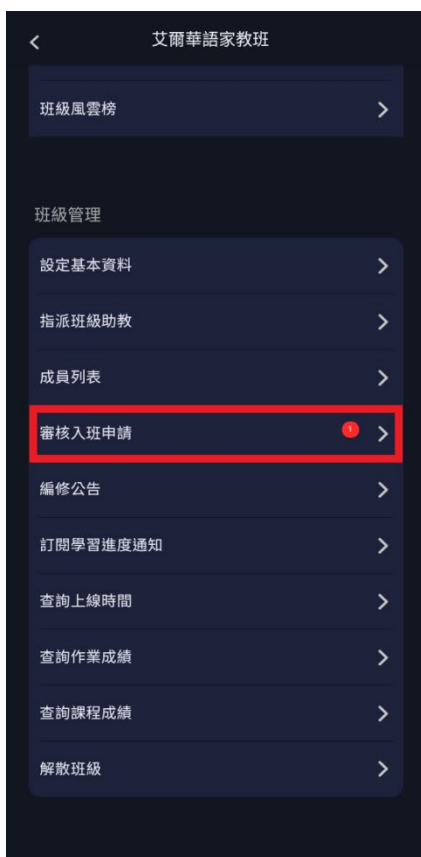 艾爾華語家教班
班級風雲榜
班級管理
設定基本資料
指派班級助教
成員列表
審核入班申請 1
編修公告
訂閱學習進度通知
查詢上線時間
查詢作業成績
查詢課程成績
解散班級